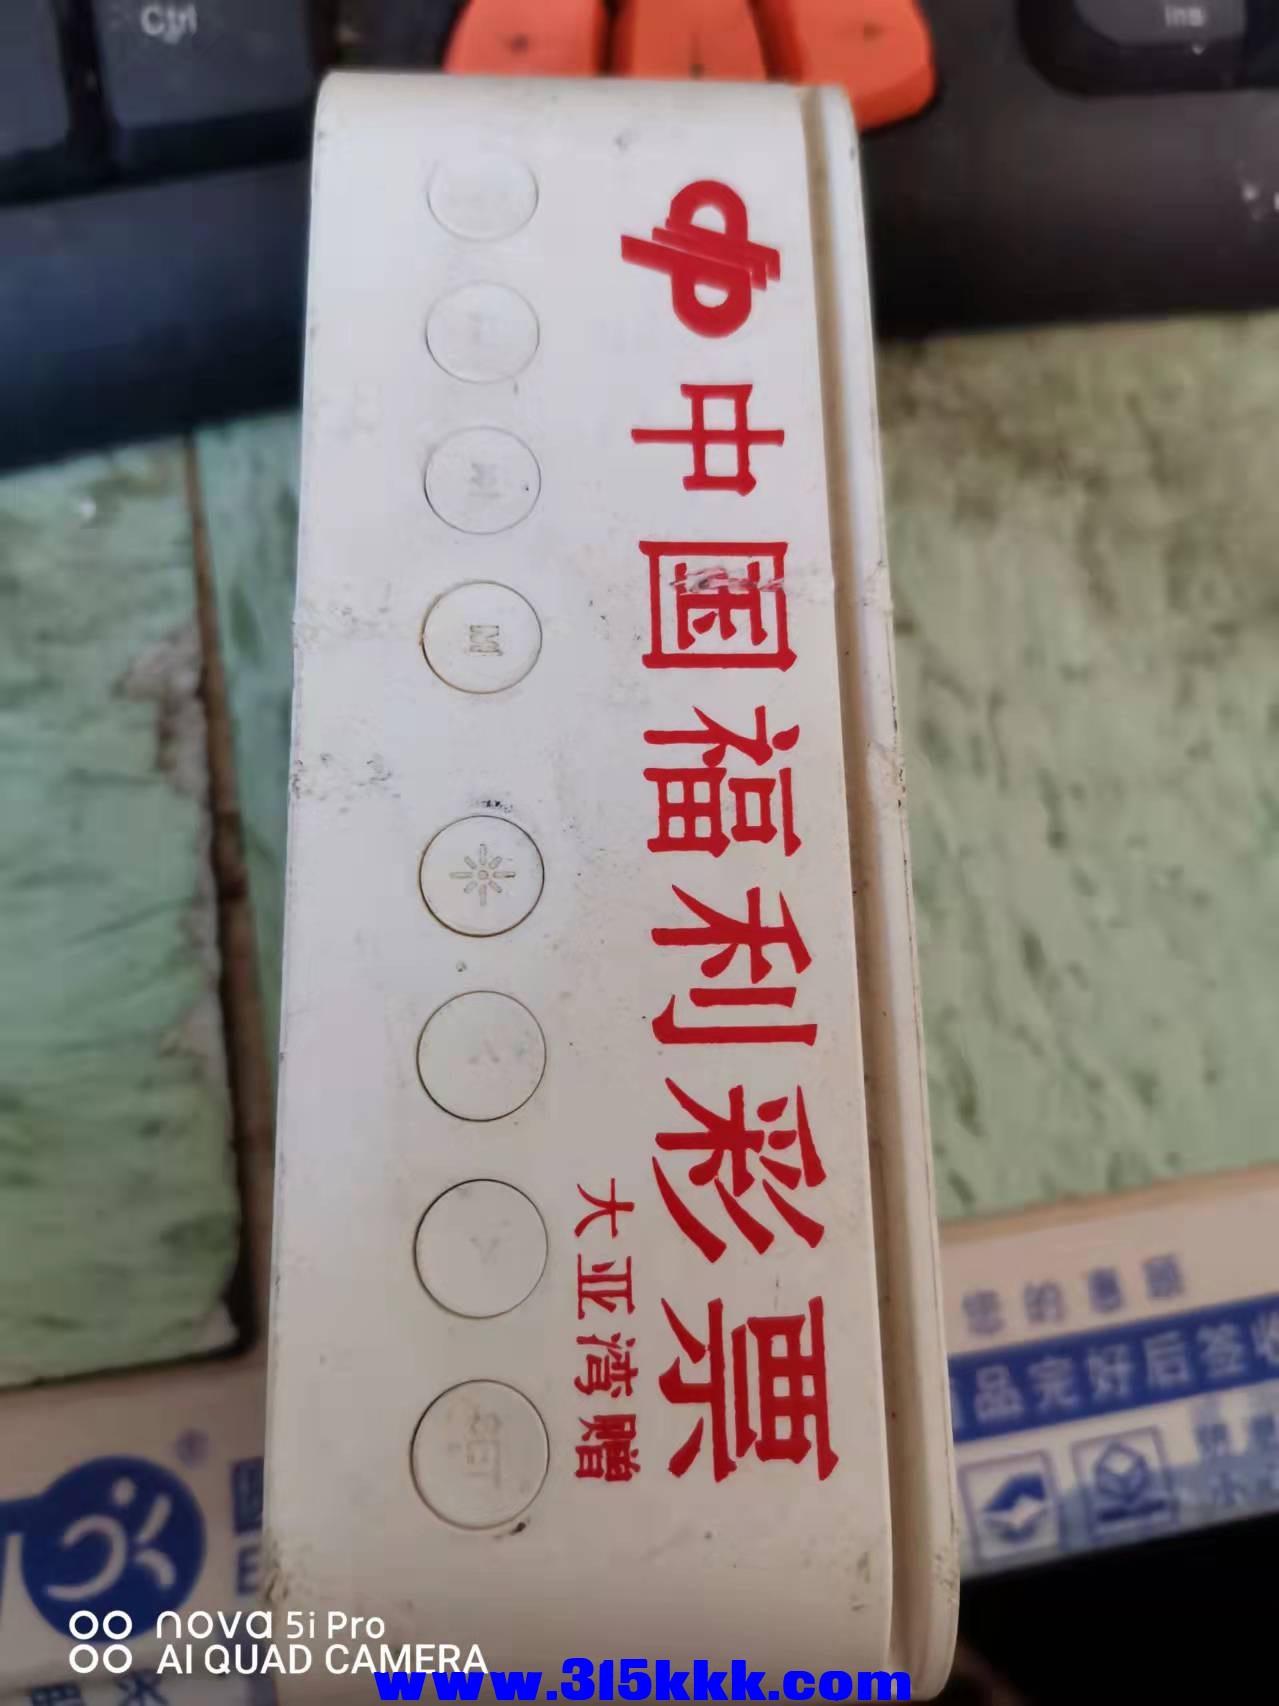 Ctrl
Ins
中国福利彩票
大亚湾赠
M
SET
您的惠顾
品完好后签收
nova 5i Pro
AI QUAD CAMERA
www.315kkk.com